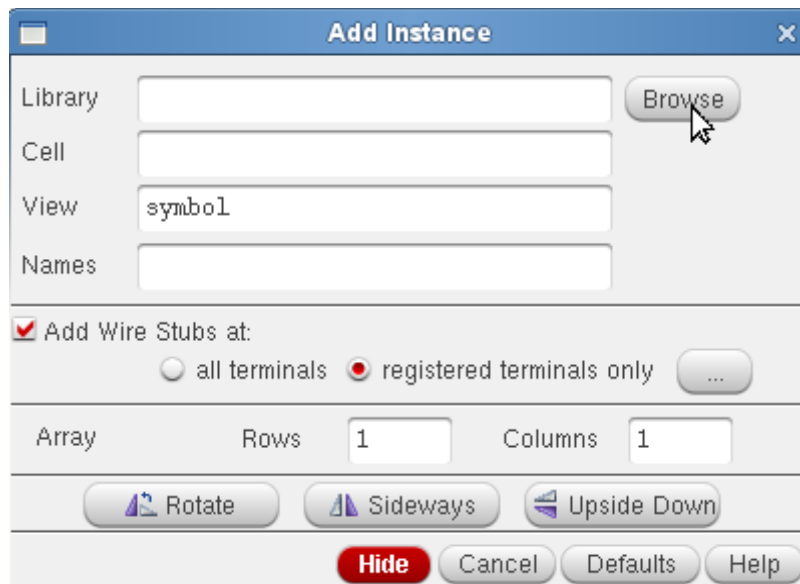 Add Instance
Library Browse
Cell
View symbol
Names
Add Wire Stubs at:
all terminals registered terminals only ...
Array Rows 1 Columns 1
Rotate Sideways Upside Down
Hide Cancel Defaults Help